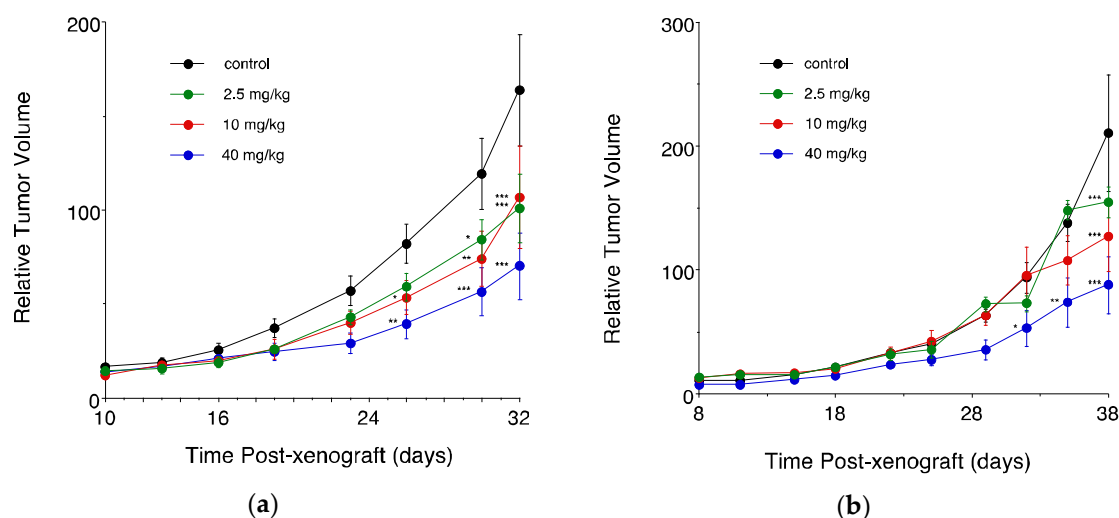 200
100
0
Relative Tumor Volume
control
2.5 mg/kg
10 mg/kg
40 mg/kg
*
**
***
*
**
***
***
***
***
10
16
24
32
Time Post-xenograft (days)
(a)
300
200
100
0
Relative Tumor Volume
control
2.5 mg/kg
10 mg/kg
40 mg/kg
*
**
***
***
***
8
18
28
38
Time Post-xenograft (days)
(b)